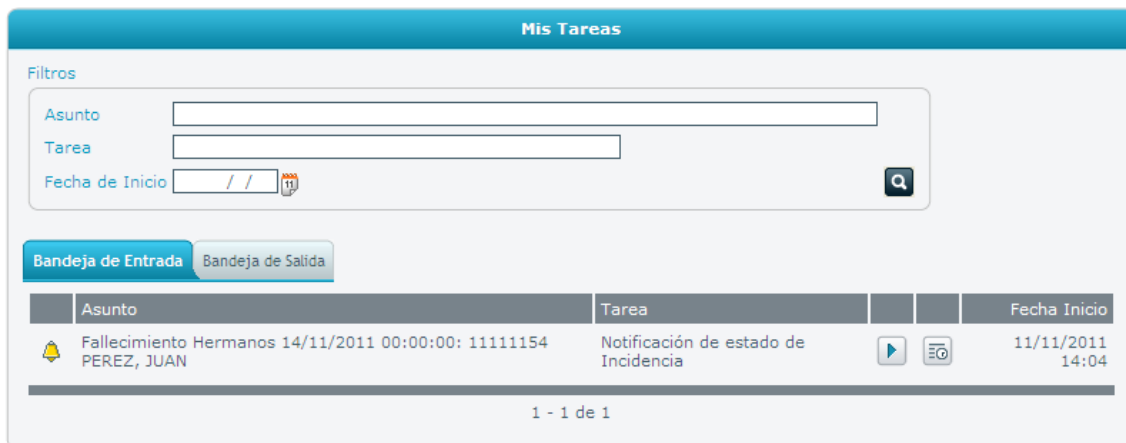 Mis Tareas
Filtros
Asunto
Tarea
Fecha de Inicio / / 11
Bandeja de Entrada Bandeja de Salida
Asunto Tarea Fecha Inicio
Fallecimiento Hermanos 14/11/2011 00:00:00: 11111154 Notificación de estado de 11/11/2011
PEREZ, JUAN Incidencia 14:04
1 - 1 de 1